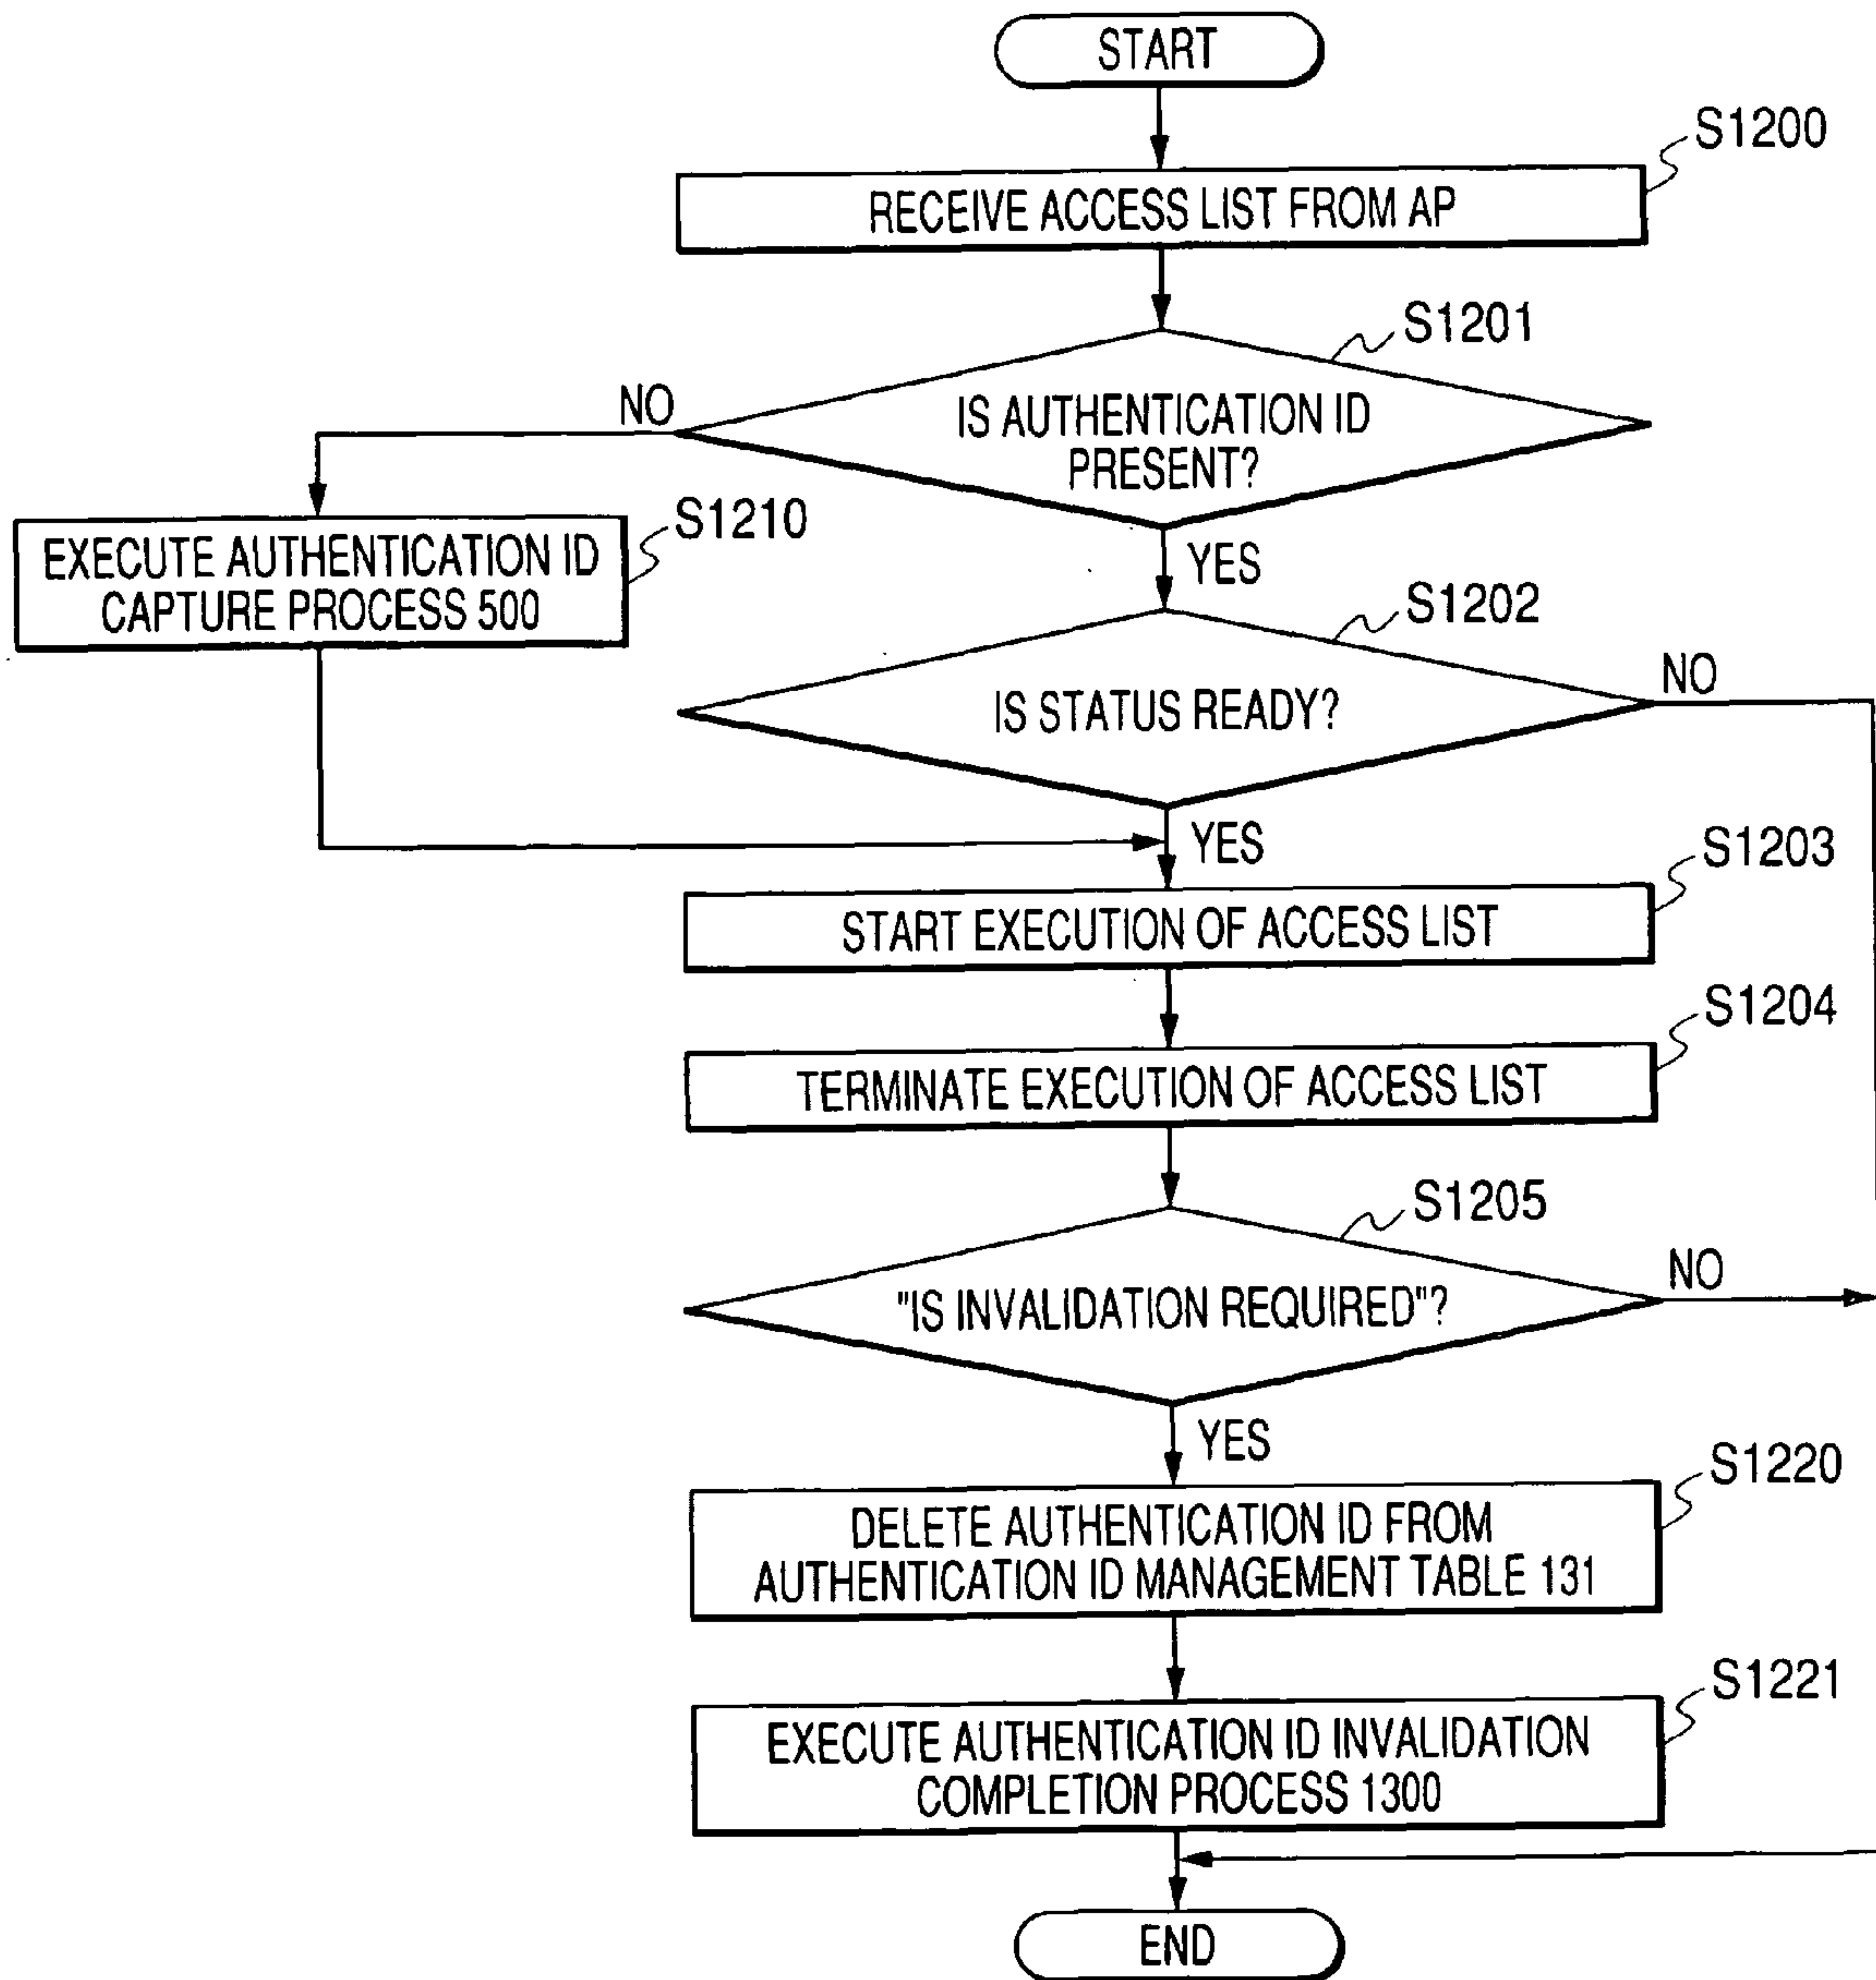 START
S1200
RECEIVE ACCESS LIST FROM AP
S1201
NO
IS AUTHENTICATION ID
PRESENT?
S1210
EXECUTE AUTHENTICATION ID
CAPTURE PROCESS 500
YES
S1202
NO
IS STATUS READY?
YES
S1203
START EXECUTION OF ACCESS LIST
S1204
TERMINATE EXECUTION OF ACCESS LIST
S1205
NO
"IS INVALIDATION REQUIRED"?
YES
S1220
DELETE AUTHENTICATION ID FROM
AUTHENTICATION ID MANAGEMENT TABLE 131
S1221
EXECUTE AUTHENTICATION ID INVALIDATION
COMPLETION PROCESS 1300
END